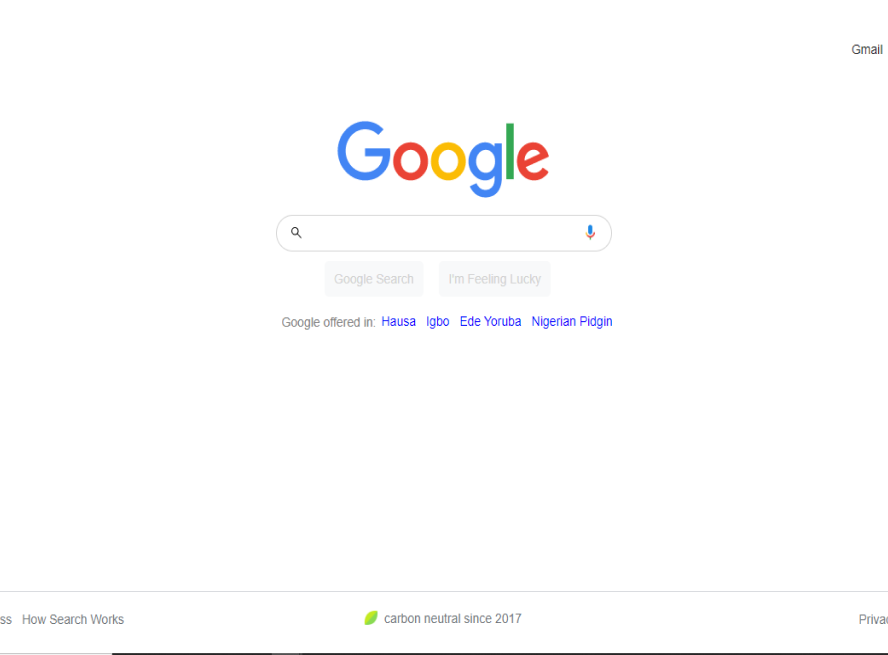 Gmail
Google
Google Search I'm Feeling Lucky
Google offered in: Hausa Igbo Ede Yoruba Nigerian Pidgin
ss How Search Works carbon neutral since 2017 Priva